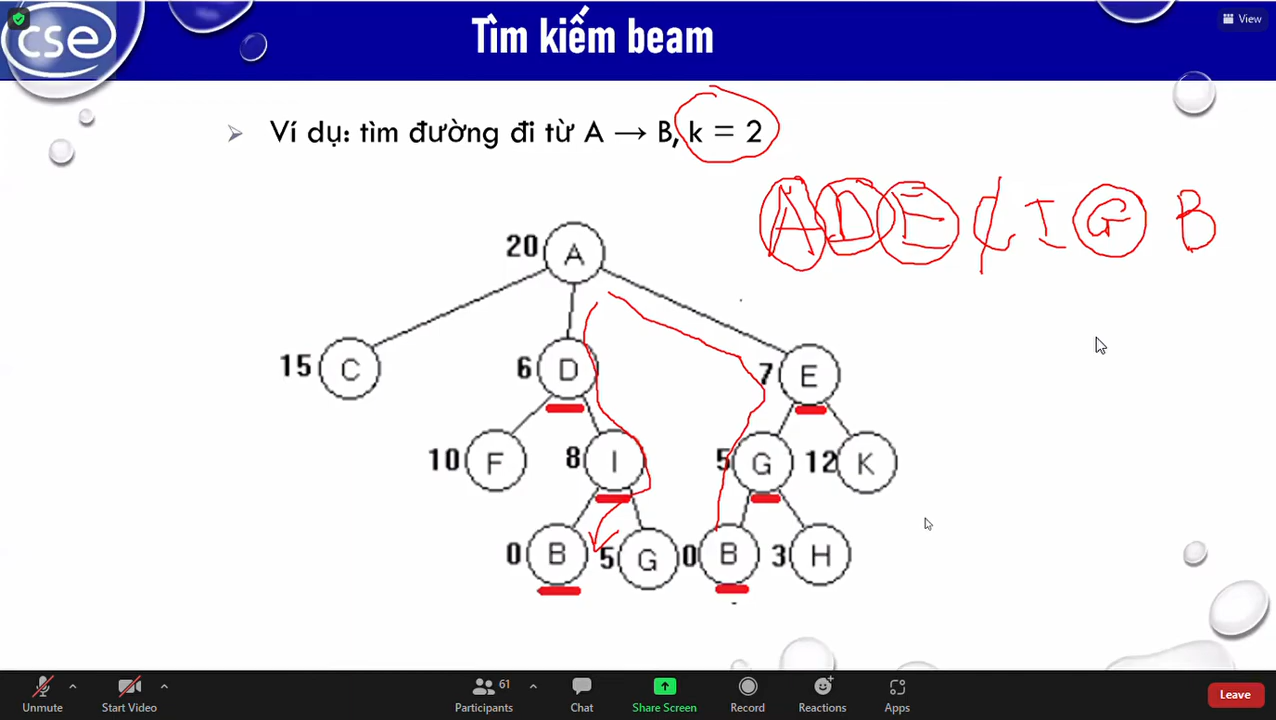 cse
Tìm kiếm beam
View
Ví dụ: tìm đường đi từ A → B, k = 2
A D E C I G B
20 A
15 C 6 D 7 E
10 F 8 I 5 G 12 K
0 B 5 G 0 B 3 H
Unmute Start Video 61 Participants Chat Share Screen Record Reactions Apps Leave